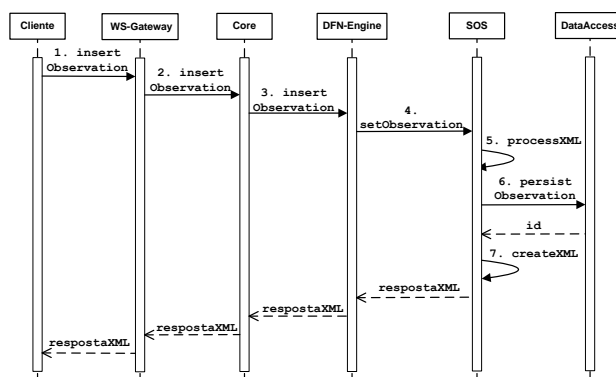 Cliente
WS-Gateway
Core
DFN-Engine
SOS
DataAccess
1. insert
Observation
2. insert
Observation
3. insert
Observation
4.
setObservation
5. processXML
6. persist
Observation
id
7. createXML
respostaXML
respostaXML
respostaXML
respostaXML